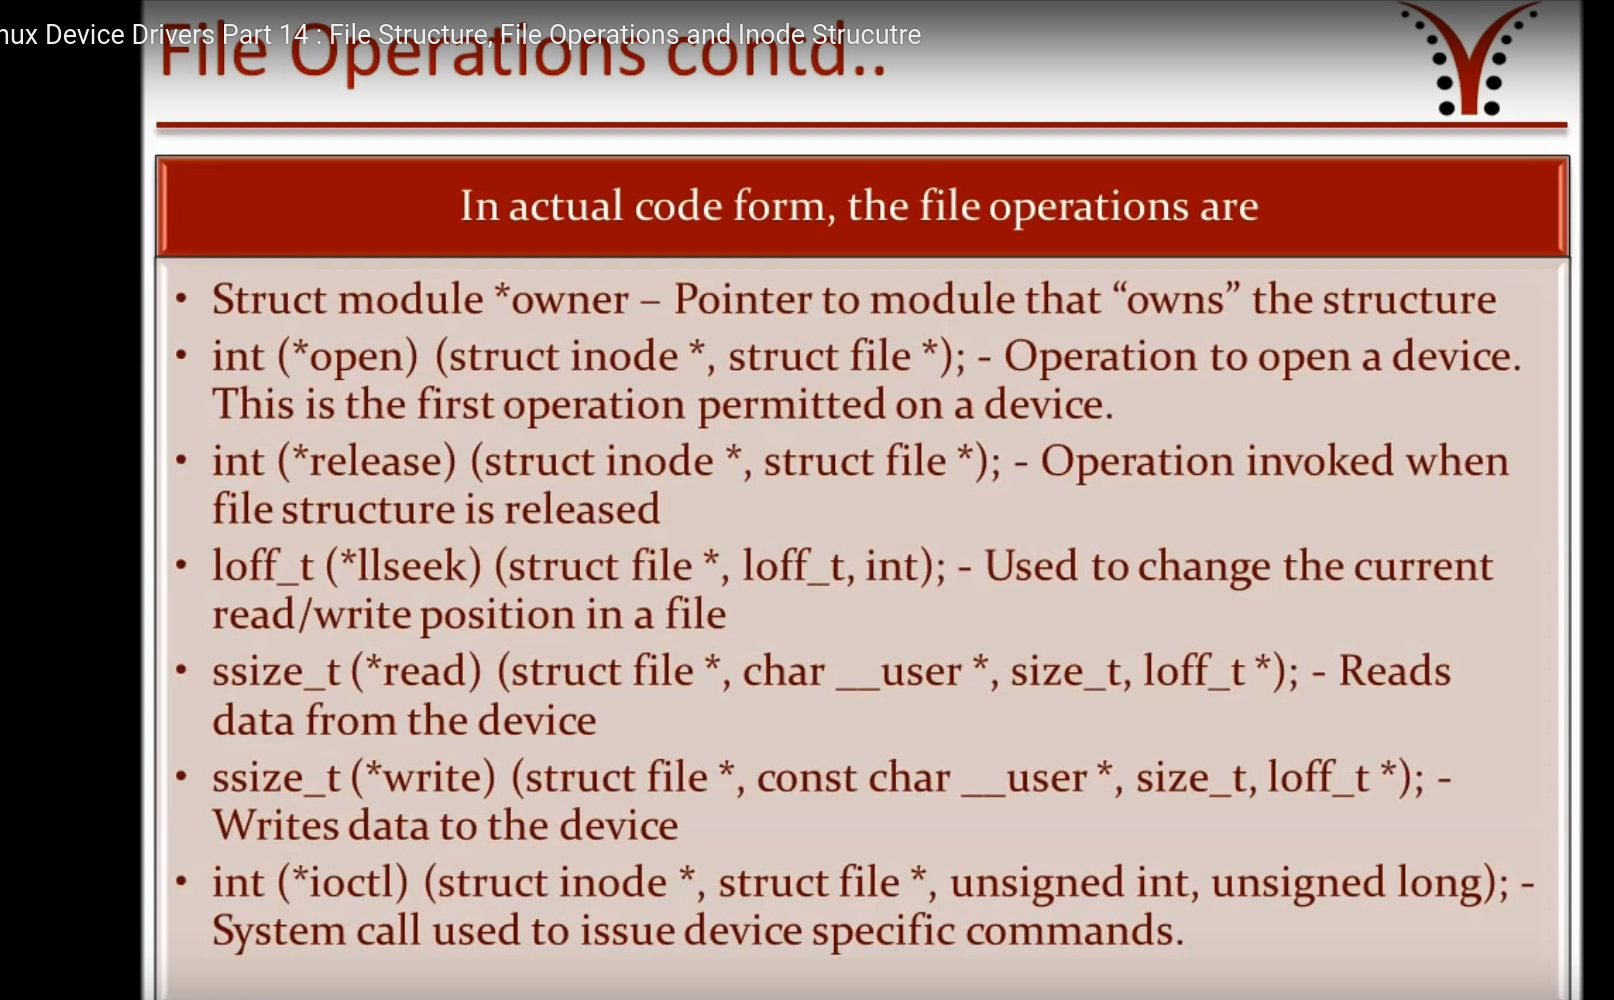 nux Device Drivers Part 14 : File Structure, File Operations and Inode Strucutre
File Operations contd..
In actual code form, the file operations are
• Struct module *owner – Pointer to module that “owns” the structure
• int (*open) (struct inode *, struct file *); - Operation to open a device.
This is the first operation permitted on a device.
• int (*release) (struct inode *, struct file *); - Operation invoked when
file structure is released
• loff_t (*llseek) (struct file *, loff_t, int); - Used to change the current
read/write position in a file
• ssize_t (*read) (struct file *, char __user *, size_t, loff_t *); - Reads
data from the device
• ssize_t (*write) (struct file *, const char __user *, size_t, loff_t *); -
Writes data to the device
• int (*ioctl) (struct inode *, struct file *, unsigned int, unsigned long); -
System call used to issue device specific commands.